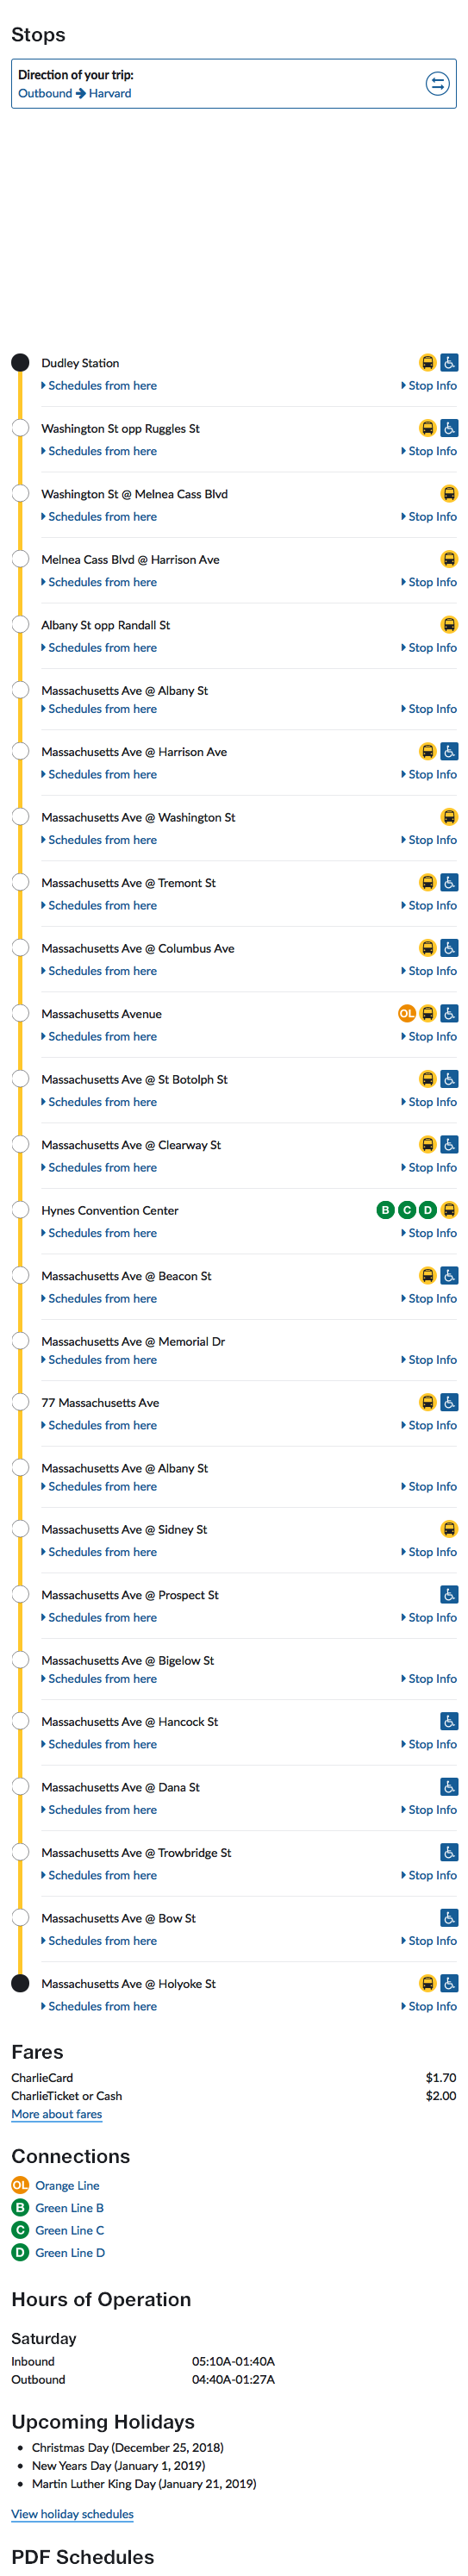 Stops
Direction of your trip:
Outbound → Harvard
Dudley Station
Schedules from here Stop Info
Washington St opp Ruggles St
Schedules from here Stop Info
Washington St @ Melnea Cass Blvd
Schedules from here Stop Info
Melnea Cass Blvd @ Harrison Ave
Schedules from here Stop Info
Albany St opp Randall St
Schedules from here Stop Info
Massachusetts Ave @ Albany St
Schedules from here Stop Info
Massachusetts Ave @ Harrison Ave
Schedules from here Stop Info
Massachusetts Ave @ Washington St
Schedules from here Stop Info
Massachusetts Ave @ Tremont St
Schedules from here Stop Info
Massachusetts Ave @ Columbus Ave
Schedules from here Stop Info
Massachusetts Avenue OL
Schedules from here Stop Info
Massachusetts Ave @ St Botolph St
Schedules from here Stop Info
Massachusetts Ave @ Clearway St
Schedules from here Stop Info
Hynes Convention Center B C D
Schedules from here Stop Info
Massachusetts Ave @ Beacon St
Schedules from here Stop Info
Massachusetts Ave @ Memorial Dr
Schedules from here Stop Info
77 Massachusetts Ave
Schedules from here Stop Info
Massachusetts Ave @ Albany St
Schedules from here Stop Info
Massachusetts Ave @ Sidney St
Schedules from here Stop Info
Massachusetts Ave @ Prospect St
Schedules from here Stop Info
Massachusetts Ave @ Bigelow St
Schedules from here Stop Info
Massachusetts Ave @ Hancock St
Schedules from here Stop Info
Massachusetts Ave @ Dana St
Schedules from here Stop Info
Massachusetts Ave @ Trowbridge St
Schedules from here Stop Info
Massachusetts Ave @ Bow St
Schedules from here Stop Info
Massachusetts Ave @ Holyoke St
Schedules from here Stop Info
Fares
CharlieCard $1.70
CharlieTicket or Cash $2.00
More about fares
Connections
OL Orange Line
B Green Line B
C Green Line C
D Green Line D
Hours of Operation
Saturday
Inbound 05:10A-01:40A
Outbound 04:40A-01:27A
Upcoming Holidays
• Christmas Day (December 25, 2018)
• New Years Day (January 1, 2019)
• Martin Luther King Day (January 21, 2019)
View holiday schedules
PDF Schedules